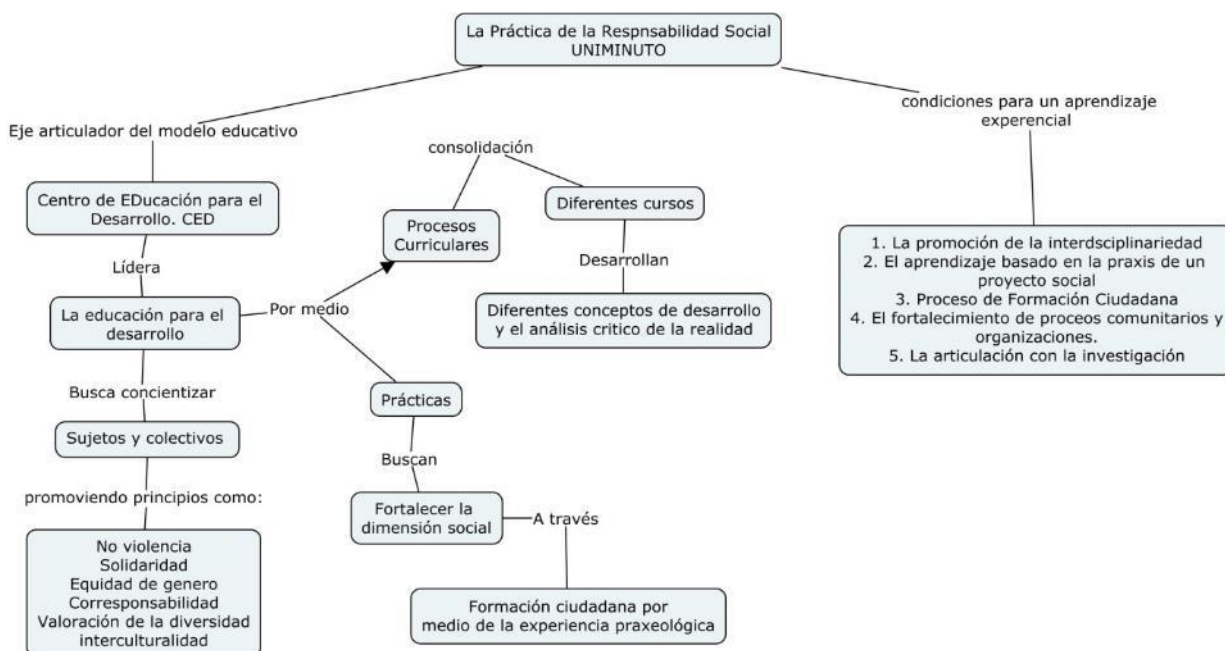 La Práctica de la Respnsabilidad Social
UNIMINUTO
Eje articulador del modelo educativo
condiciones para un aprendizaje
experencial
consolidación
Centro de EDucación para el
Desarrollo. CED
Procesos
Curriculares
Diferentes cursos
Lídera
Desarrollan
1. La promoción de la interdsciplinariedad
2. El aprendizaje basado en la praxis de un
proyecto social
3. Proceso de Formación Ciudadana
4. El fortalecimiento de proceos comunitarios y
organizaciones.
5. La articulación con la investigación
La educación para el
desarrollo
Por medio
Diferentes conceptos de desarrollo
y el análisis critico de la realidad
Busca concientizar
Prácticas
Sujetos y colectivos
Buscan
promoviendo principios como:
Fortalecer la
dimensión social
A través
No violencia
Solidaridad
Equidad de genero
Corresponsabilidad
Valoración de la diversidad
interculturalidad
Formación ciudadana por
medio de la experiencia praxeológica